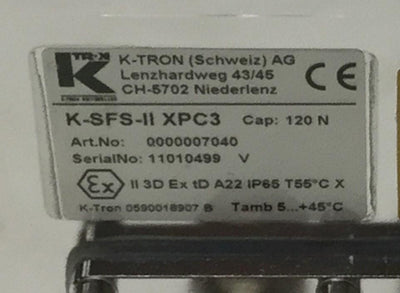 K-TRON (Schweiz) AG
Lenzhardweg 43/45
CH-5702 Niederlenz
CE
K-SFS-II XPC3 Cap: 120 N
Art.No: 0000007040
SerialNo: 11010499 V
Ex II 3D Ex tD A22 IP65 T55°C X
K-Tron 0590018907 B Tamb 5...+45°C